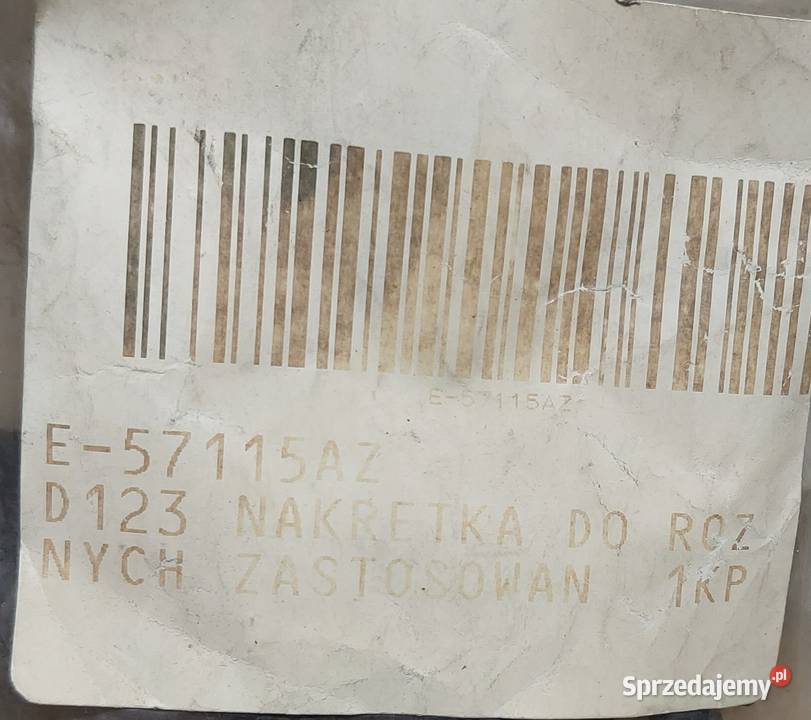 E-57115AZ
E-57115AZ
D123 NAKRETKA DO ROZ
NYCH ZASTOSOWAN 1KP
Sprzedajemy.pl